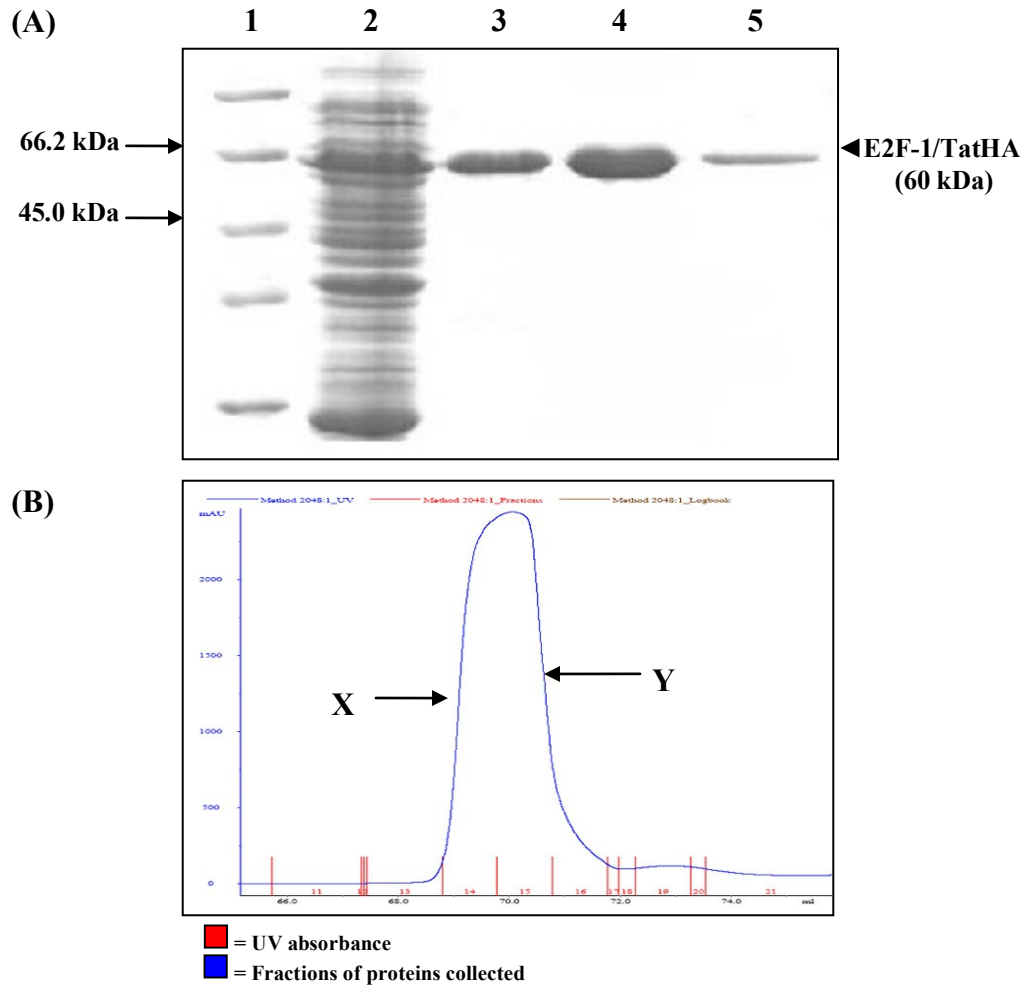 (A)
1 2 3 4 5
66.2 kDa
45.0 kDa
E2F-1/TatHA
(60 kDa)
(B)
Method 2048:1_UV Method 2048:1_Fractions Method 2048:1_Logbook
mAU
2000
1500
1000
500
0
X
Y
11 12 13 14 15 16 17 18 19 20 21
66.0 68.0 70.0 72.0 74.0 ml
= UV absorbance
= Fractions of proteins collected